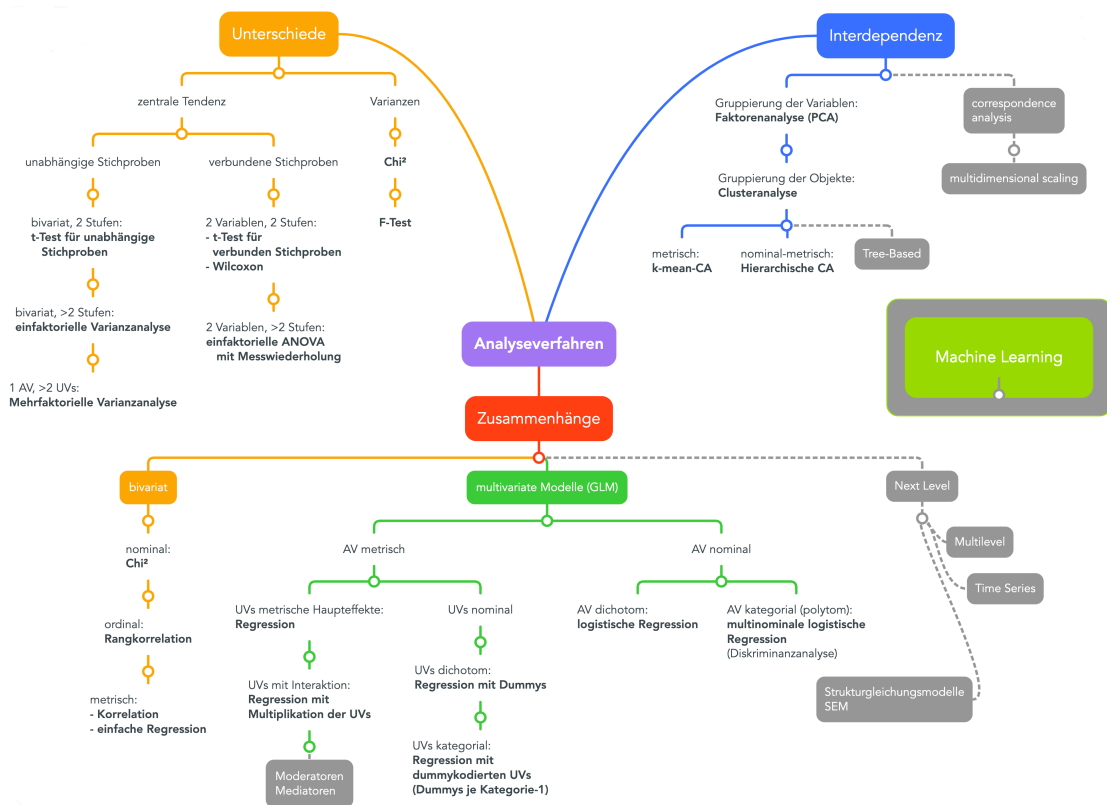 Unterschiede
Interdependenz
zentrale Tendenz
Varianzen
unabhängige Stichproben
verbundene Stichproben
Chi²
bivariat, 2 Stufen:
t-Test für unabhängige
Stichproben
2 Variablen, 2 Stufen:
- t-Test für
verbunden Stichproben
- Wilcoxon
F-Test
bivariat, >2 Stufen:
einfaktorielle Varianzanalyse
2 Variablen, >2 Stufen:
einfaktorielle ANOVA
mit Messwiederholung
1 AV, >2 UVs:
Mehrfaktorielle Varianzanalyse
Gruppierung der Variablen:
Faktorenanalyse (PCA)
correspondence
analysis
Gruppierung der Objekte:
Clusteranalyse
multidimensional scaling
metrisch:
k-mean-CA
nominal-metrisch:
Hierarchische CA
Tree-Based
Analyseverfahren
Machine Learning
Zusammenhänge
bivariat
multivariate Modelle (GLM)
Next Level
nominal:
Chi²
ordinal:
Rangkorrelation
metrisch:
- Korrelation
- einfache Regression
AV metrisch
AV nominal
UVs metrische Haupteffekte:
Regression
UVs nominal
UVs mit Interaktion:
Regression mit
Multiplikation der UVs
UVs dichotom:
Regression mit Dummys
Moderatoren
Mediatoren
UVs kategorial:
Regression mit
dummykodierten UVs
(Dummys je Kategorie-1)
AV dichotom:
logistische Regression
AV kategorial (polytom):
multinominale logistische
Regression
(Diskriminanzanalyse)
Multilevel
Time Series
Strukturgleichungsmodelle
SEM